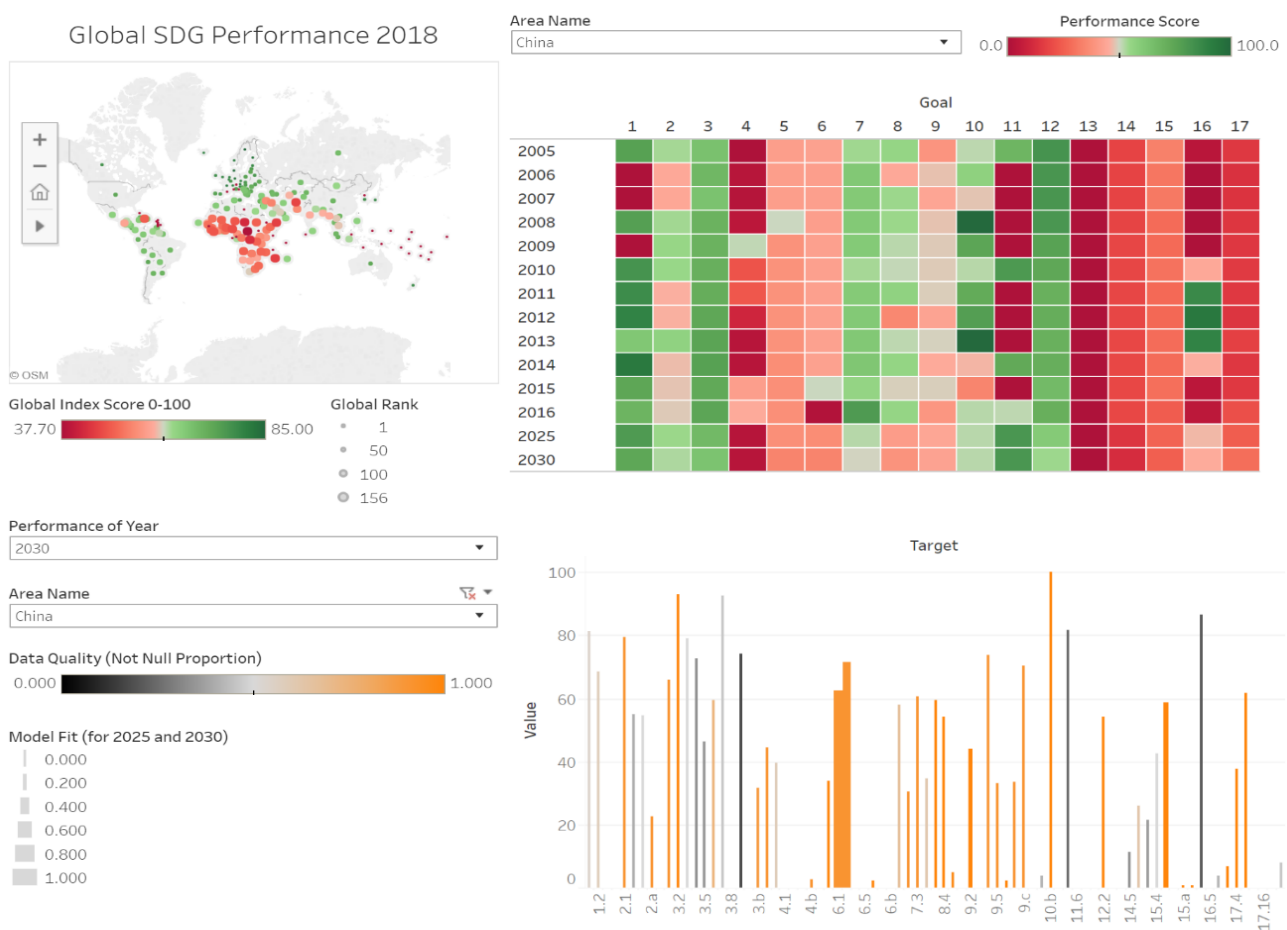 Global SDG Performance 2018
© OSM
Global Index Score 0-100
37.70 85.00
Global Rank
1
50
100
156
Performance of Year
2030
Area Name
China
Data Quality (Not Null Proportion)
0.000 1.000
Model Fit (for 2025 and 2030)
0.000
0.200
0.400
0.600
0.800
1.000
Area Name
China
Performance Score
0.0 100.0
Goal
1 2 3 4 5 6 7 8 9 10 11 12 13 14 15 16 17
2005
2006
2007
2008
2009
2010
2011
2012
2013
2014
2015
2016
2025
2030
Target
Value
100
80
60
40
20
0
1.2 2.1 2.a 3.2 3.5 3.8 3.b 4.1 4.b 6.1 6.5 6.b 7.3 8.4 9.2 9.5 9.c 10.b 11.6 12.2 14.5 15.4 15.a 16.5 17.4 17.16